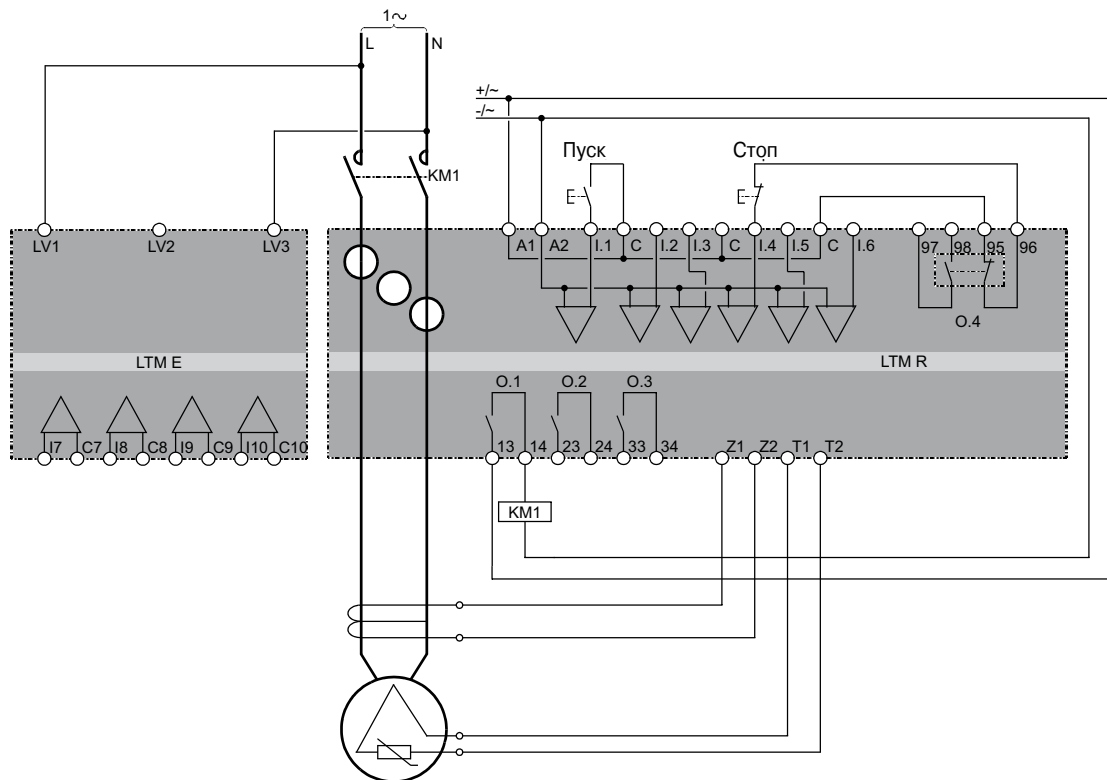 1~
L N
+/~
-/~
Пуск Стоп
KM1
LV1 LV2 LV3
A1 A2 I.1 C I.2 I.3 C I.4 I.5 C I.6 97 98 95 96
O.4
LTM E LTM R
O.1 O.2 O.3
I7 C7 I8 C8 I9 C9 I10 C10
13 14 23 24 33 34 Z1 Z2 T1 T2
KM1